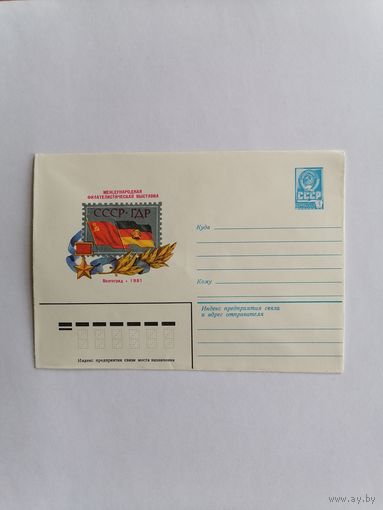 МЕЖДУНАРОДНАЯ
ФИЛАТЕЛИСТИЧЕСКАЯ ВЫСТАВКА
СССР·ГДР
Волгоград • 1981
СССР
Куда
Кому
Индекс предприятия связи
и адрес отправителя
Индекс предприятия связи места назначения
http://www.ay.by